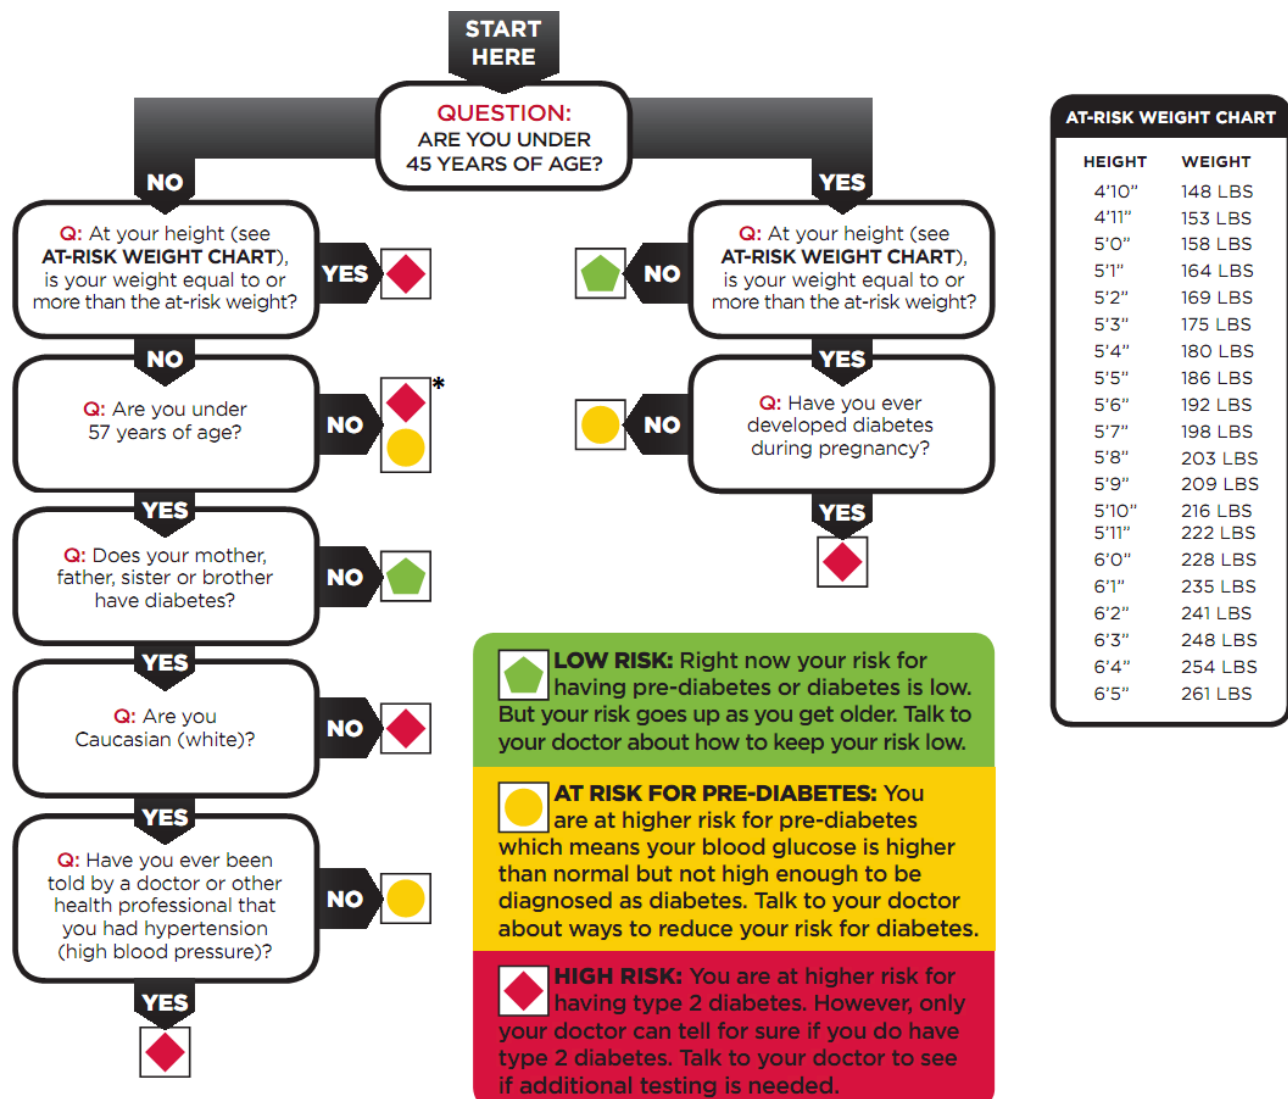 START
HERE
QUESTION:
ARE YOU UNDER
45 YEARS OF AGE?
NO
Q: At your height (see
AT-RISK WEIGHT CHART),
is your weight equal to or
more than the at-risk weight?
YES
NO
Q: Are you under
57 years of age?
NO
*
YES
Q: Does your mother,
father, sister or brother
have diabetes?
NO
YES
Q: Are you
Caucasian (white)?
NO
YES
Q: Have you ever been
told by a doctor or other
health professional that
you had hypertension
(high blood pressure)?
NO
YES
YES
Q: At your height (see
AT-RISK WEIGHT CHART),
is your weight equal to or
more than the at-risk weight?
NO
YES
Q: Have you ever
developed diabetes
during pregnancy?
NO
YES
LOW RISK: Right now your risk for
having pre-diabetes or diabetes is low.
But your risk goes up as you get older. Talk to
your doctor about how to keep your risk low.
AT RISK FOR PRE-DIABETES: You
are at higher risk for pre-diabetes
which means your blood glucose is higher
than normal but not high enough to be
diagnosed as diabetes. Talk to your doctor
about ways to reduce your risk for diabetes.
HIGH RISK: You are at higher risk for
having type 2 diabetes. However, only
your doctor can tell for sure if you do have
type 2 diabetes. Talk to your doctor to see
if additional testing is needed.
AT-RISK WEIGHT CHART
HEIGHT WEIGHT
4'10" 148 LBS
4'11" 153 LBS
5'0" 158 LBS
5'1" 164 LBS
5'2" 169 LBS
5'3" 175 LBS
5'4" 180 LBS
5'5" 186 LBS
5'6" 192 LBS
5'7" 198 LBS
5'8" 203 LBS
5'9" 209 LBS
5'10" 216 LBS
5'11" 222 LBS
6'0" 228 LBS
6'1" 235 LBS
6'2" 241 LBS
6'3" 248 LBS
6'4" 254 LBS
6'5" 261 LBS